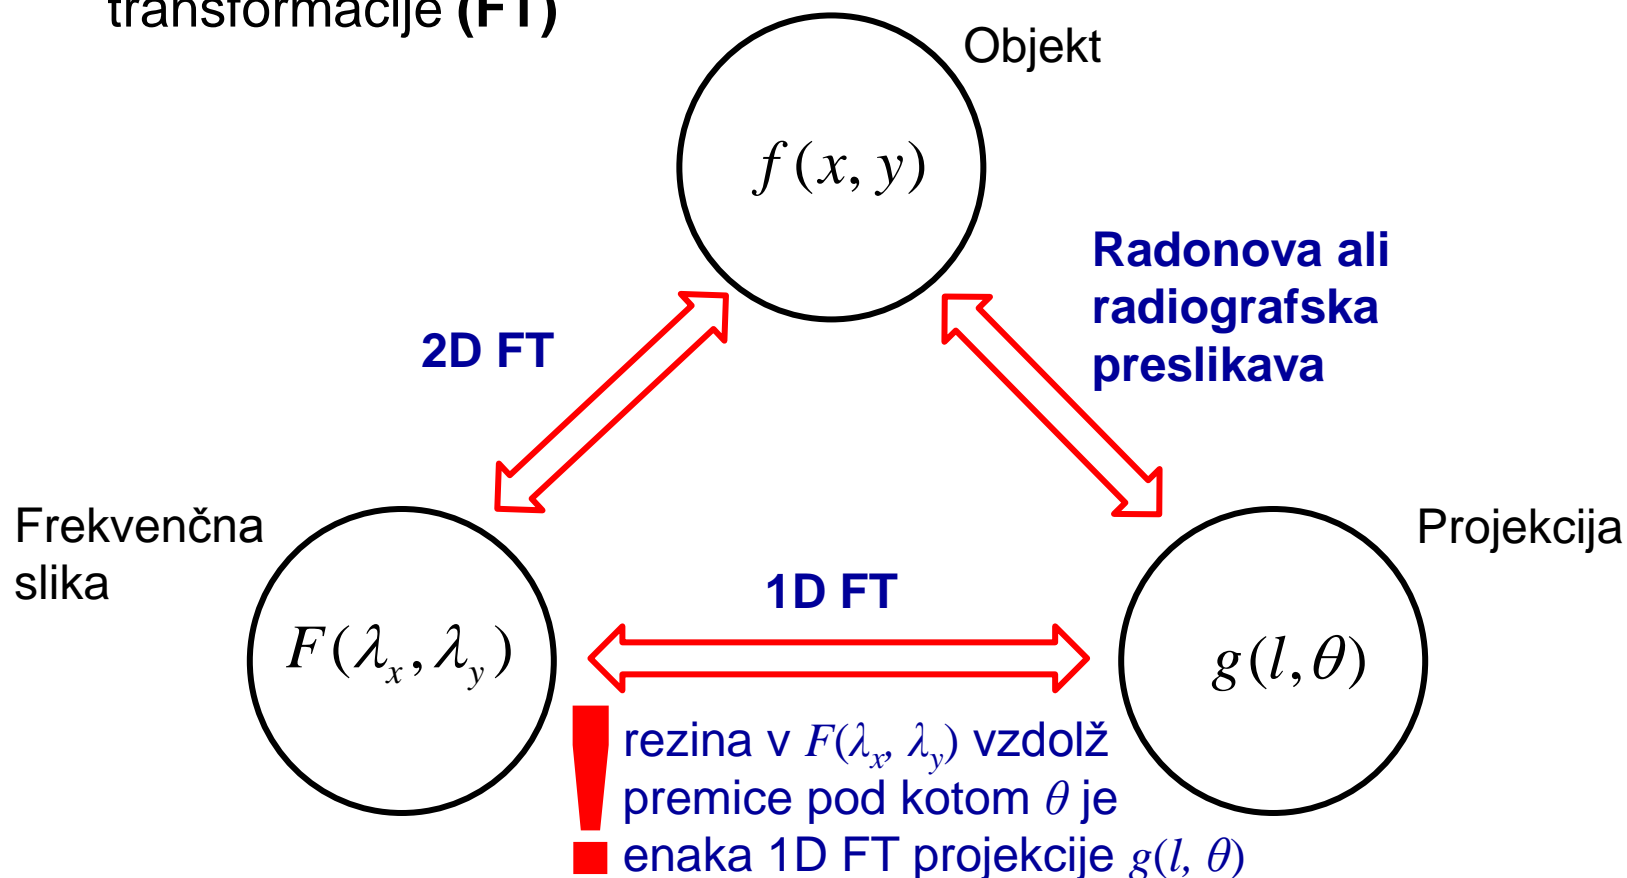 transformacije (FT)
Objekt
f(x, y)
Radonova ali
radiografska
preslikava
2D FT
Frekvenčna
slika
Projekcija
1D FT
F(λx, λy)
g(l, θ)
! rezina v F(λx, λy) vzdolž
premice pod kotom θ je
enaka 1D FT projekcije g(l, θ)